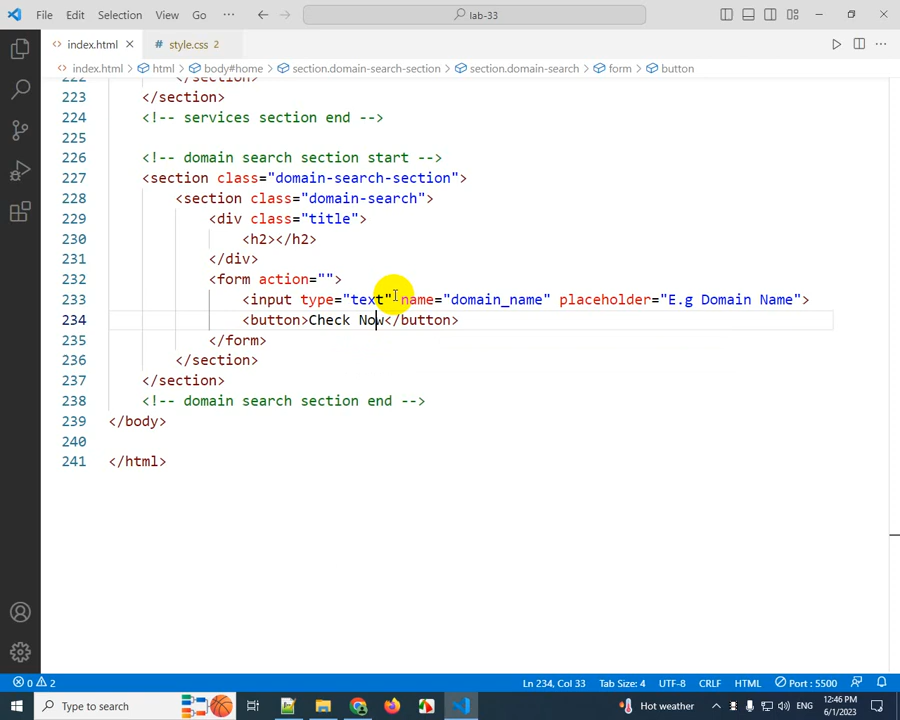 File Edit Selection View Go ··· lab-33
index.html style.css 2
index.html > html > body#home > section.domain-search-section > section.domain-search > form > button
222 </section>
223 </section>
224 <!-- services section end -->
225
226 <!-- domain search section start -->
227 <section class="domain-search-section">
228 <section class="domain-search">
229 <div class="title">
230 <h2></h2>
231 </div>
232 <form action="">
233 <input type="text" name="domain_name" placeholder="E.g Domain Name">
234 <button>Check Now</button>
235 </form>
236 </section>
237 </section>
238 <!-- domain search section end -->
239 </body>
240
241 </html>
0 2 Ln 234, Col 33 Tab Size: 4 UTF-8 CRLF HTML Port : 5500
Type to search Hot weather ENG 12:46 PM
6/1/2023